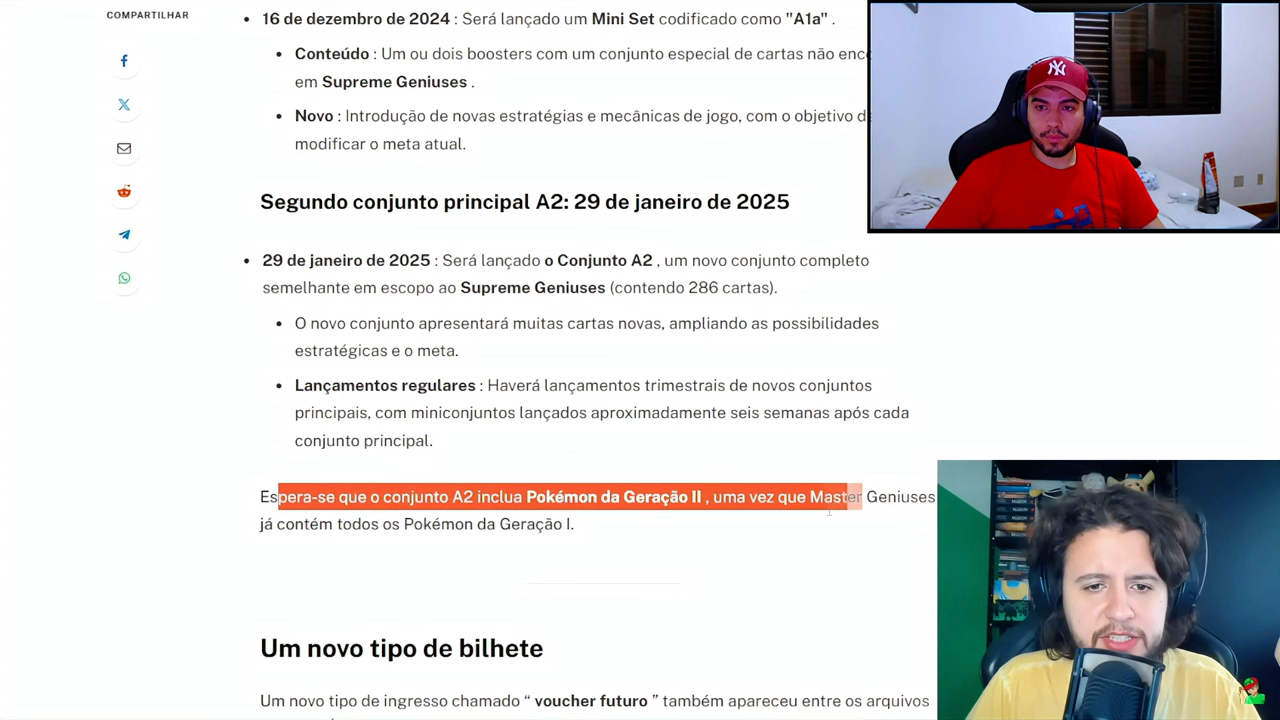 COMPARTILHAR
16 de dezembro de 2024 : Será lançado um Mini Set codificado como "A1a" .
Conteúdo : Um ou dois boosters com um conjunto especial de cartas não
em Supreme Geniuses .
Novo : Introdução de novas estratégias e mecânicas de jogo, com o objetivo
modificar o meta atual.
Segundo conjunto principal A2: 29 de janeiro de 2025
29 de janeiro de 2025 : Será lançado o Conjunto A2 , um novo conjunto completo
semelhante em escopo ao Supreme Geniuses (contendo 286 cartas).
O novo conjunto apresentará muitas cartas novas, ampliando as possibilidades
estratégicas e o meta.
Lançamentos regulares : Haverá lançamentos trimestrais de novos conjuntos
principais, com miniconjuntos lançados aproximadamente seis semanas após cada
conjunto principal.
Espera-se que o conjunto A2 inclua Pokémon da Geração II , uma vez que Master Geniuses
já contém todos os Pokémon da Geração I.
Um novo tipo de bilhete
Um novo tipo de ingresso chamado “ voucher futuro ” também apareceu entre os arquivos